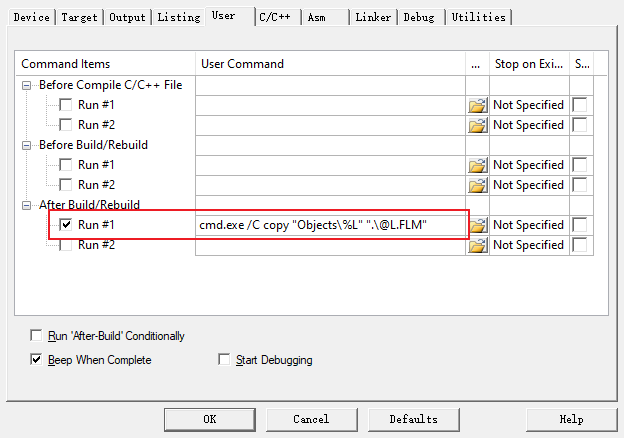 Device Target Output Listing User C/C++ Asm Linker Debug Utilities
Command Items User Command ... Stop on Exi... S...
Before Compile C/C++ File
Run #1 Not Specified
Run #2 Not Specified
Before Build/Rebuild
Run #1 Not Specified
Run #2 Not Specified
After Build/Rebuild
Run #1 cmd.exe /C copy "Objects\%L" ".\@L.FLM" Not Specified
Run #2 Not Specified
Run 'After-Build' Conditionally
Beep When Complete Start Debugging
OK Cancel Defaults Help